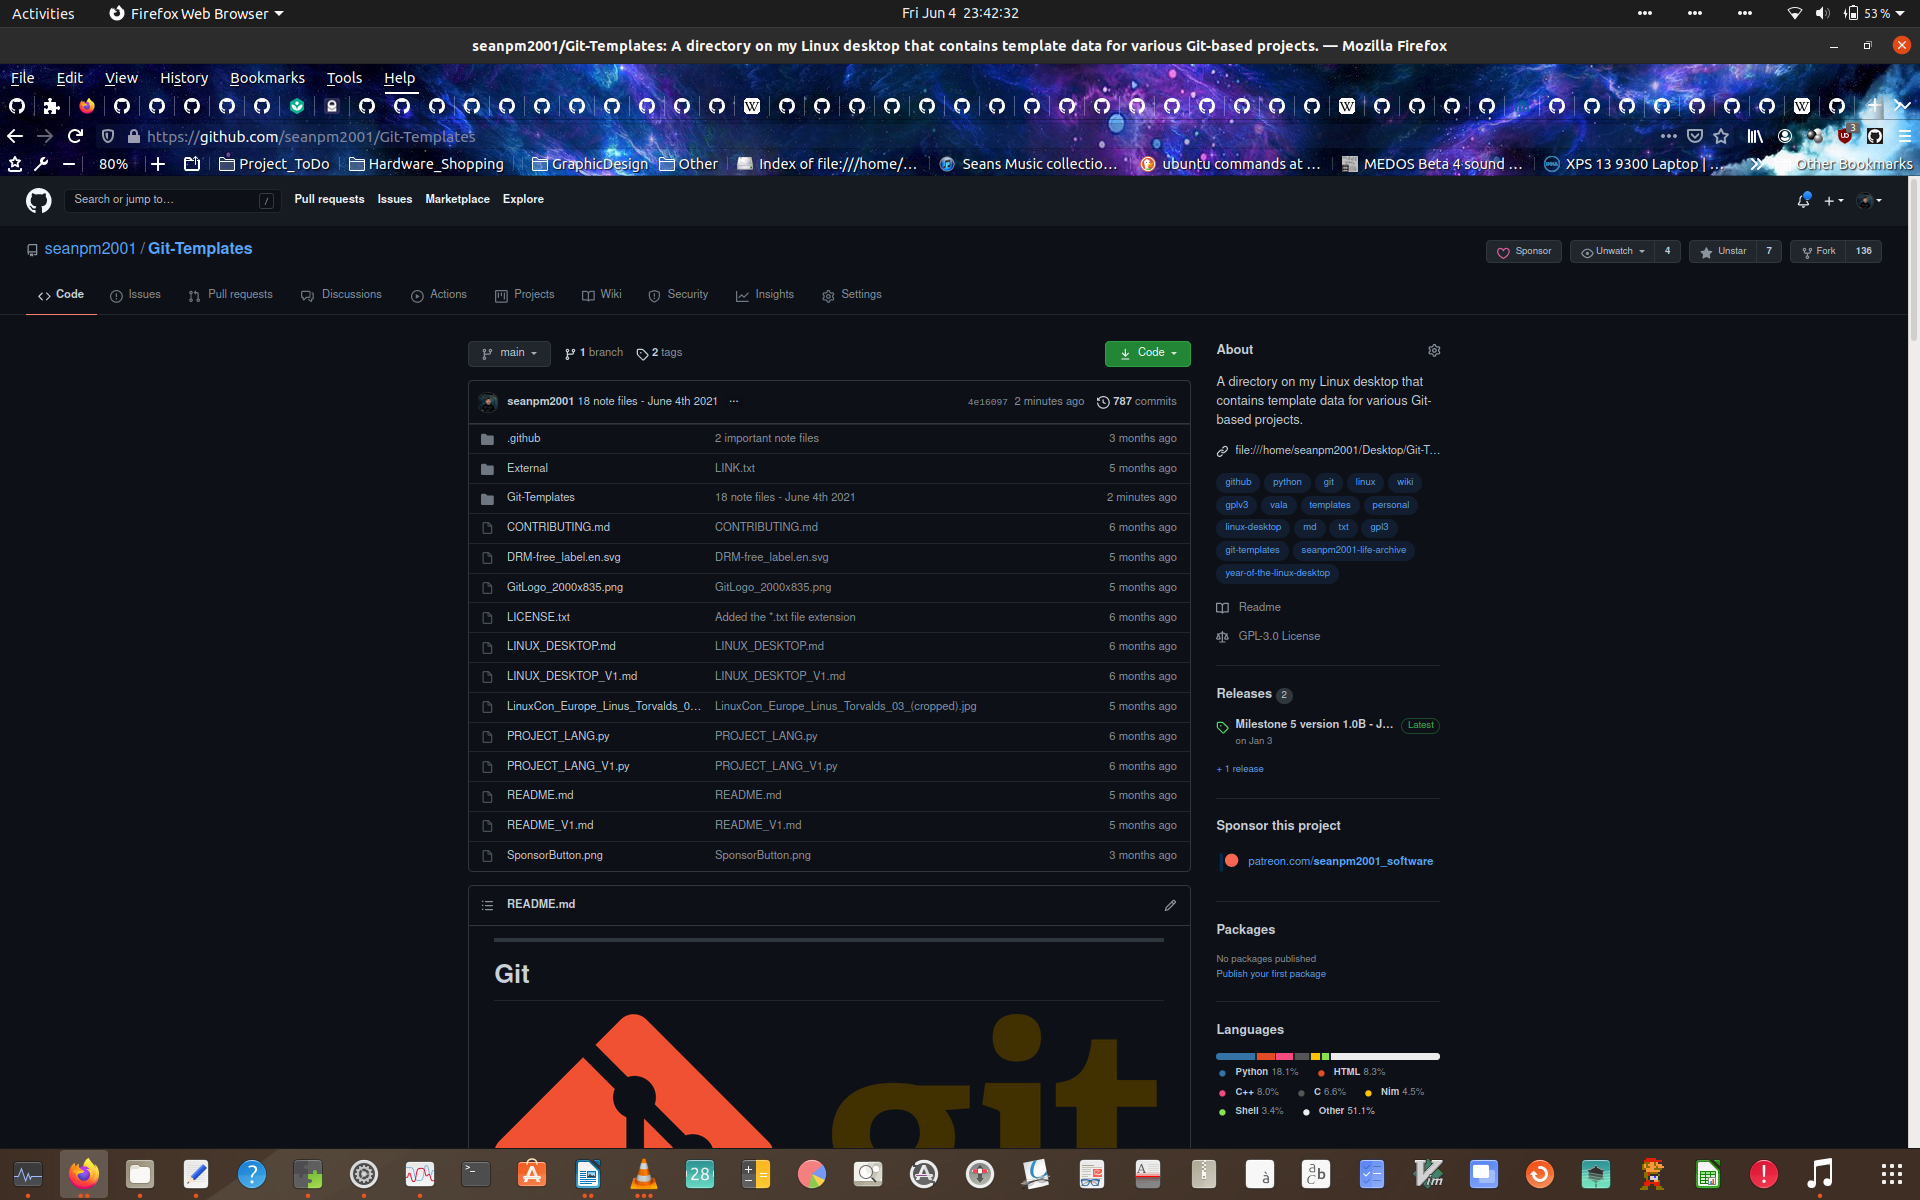 Activities
Firefox Web Browser
Fri Jun 4 23:42:32
53 %
seanpm2001/Git-Templates: A directory on my Linux desktop that contains template data for various Git-based projects. — Mozilla Firefox
File Edit View History Bookmarks Tools Help
https://github.com/seanpm2001/Git-Templates
3
80%
Project_ToDo
Hardware_Shopping
GraphicDesign
Other
Index of file:///home/...
Seans Music collectio...
ubuntu commands at ...
MEDOS Beta 4 sound ...
XPS 13 9300 Laptop | ...
Other Bookmarks
Search or jump to...
/
Pull requests Issues Marketplace Explore
seanpm2001 / Git-Templates
Sponsor
Unwatch 4
Unstar 7
Fork 136
Code
Issues
Pull requests
Discussions
Actions
Projects
Wiki
Security
Insights
Settings
main
1 branch
2 tags
Code
seanpm2001 18 note files - June 4th 2021 ...
4e16097 2 minutes ago
787 commits
.github 2 important note files 3 months ago
External LINK.txt 5 months ago
Git-Templates 18 note files - June 4th 2021 2 minutes ago
CONTRIBUTING.md CONTRIBUTING.md 6 months ago
DRM-free_label.en.svg DRM-free_label.en.svg 5 months ago
GitLogo_2000x835.png GitLogo_2000x835.png 5 months ago
LICENSE.txt Added the *.txt file extension 6 months ago
LINUX_DESKTOP.md LINUX_DESKTOP.md 6 months ago
LINUX_DESKTOP_V1.md LINUX_DESKTOP_V1.md 6 months ago
LinuxCon_Europe_Linus_Torvalds_0... LinuxCon_Europe_Linus_Torvalds_03_(cropped).jpg 5 months ago
PROJECT_LANG.py PROJECT_LANG.py 6 months ago
PROJECT_LANG_V1.py PROJECT_LANG_V1.py 6 months ago
README.md README.md 5 months ago
README_V1.md README_V1.md 5 months ago
SponsorButton.png SponsorButton.png 3 months ago
README.md
Git
git
About
A directory on my Linux desktop that
contains template data for various Git-
based projects.
file:///home/seanpm2001/Desktop/Git-T...
github python git linux wiki
gplv3 vala templates personal
linux-desktop md txt gpl3
git-templates seanpm2001-life-archive
year-of-the-linux-desktop
Readme
GPL-3.0 License
Releases 2
Milestone 5 version 1.0B - J... Latest
on Jan 3
+ 1 release
Sponsor this project
patreon.com/seanpm2001_software
Packages
No packages published
Publish your first package
Languages
Python 18.1% HTML 8.3%
C++ 8.0% C 6.6% Nim 4.5%
Shell 3.4% Other 51.1%
28